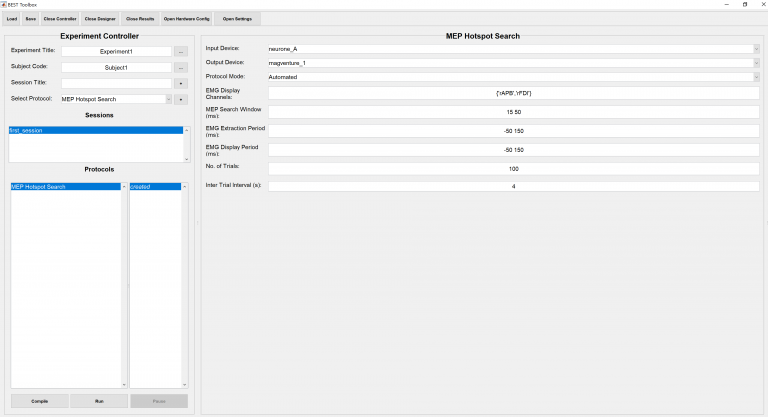 BEST Toolbox
Load Save Close Controller Close Designer Close Results Open Hardware Config Open Settings
Experiment Controller
Experiment Title: Experiment1 ...
Subject Code: Subject1 ...
Session Title: +
Select Protocol: MEP Hotspot Search +
Sessions
first_session
Protocols
MEP Hotspot Search created
Compile Run Pause
MEP Hotspot Search
Input Device: neurone_A
Output Device: magventure_1
Protocol Mode: Automated
EMG Display
Channels: {'rAPB','rFDI'}
MEP Search Window
(ms): 15 50
EMG Extraction Period
(ms): -50 150
EMG Display Period
(ms): -50 150
No. of Trials: 100
Inter Trial Interval (s): 4